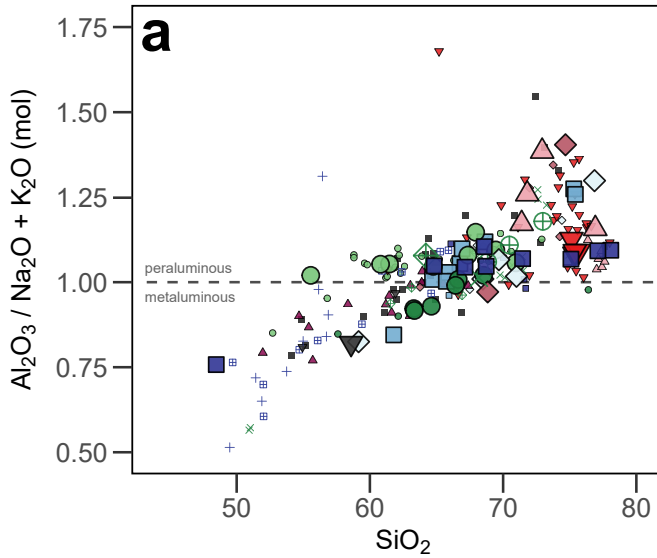 a
1.75
1.50
1.25
1.00
0.75
0.50
Al2O3 / Na2O + K2O (mol)
peraluminous
metaluminous
50
60
70
80
SiO2